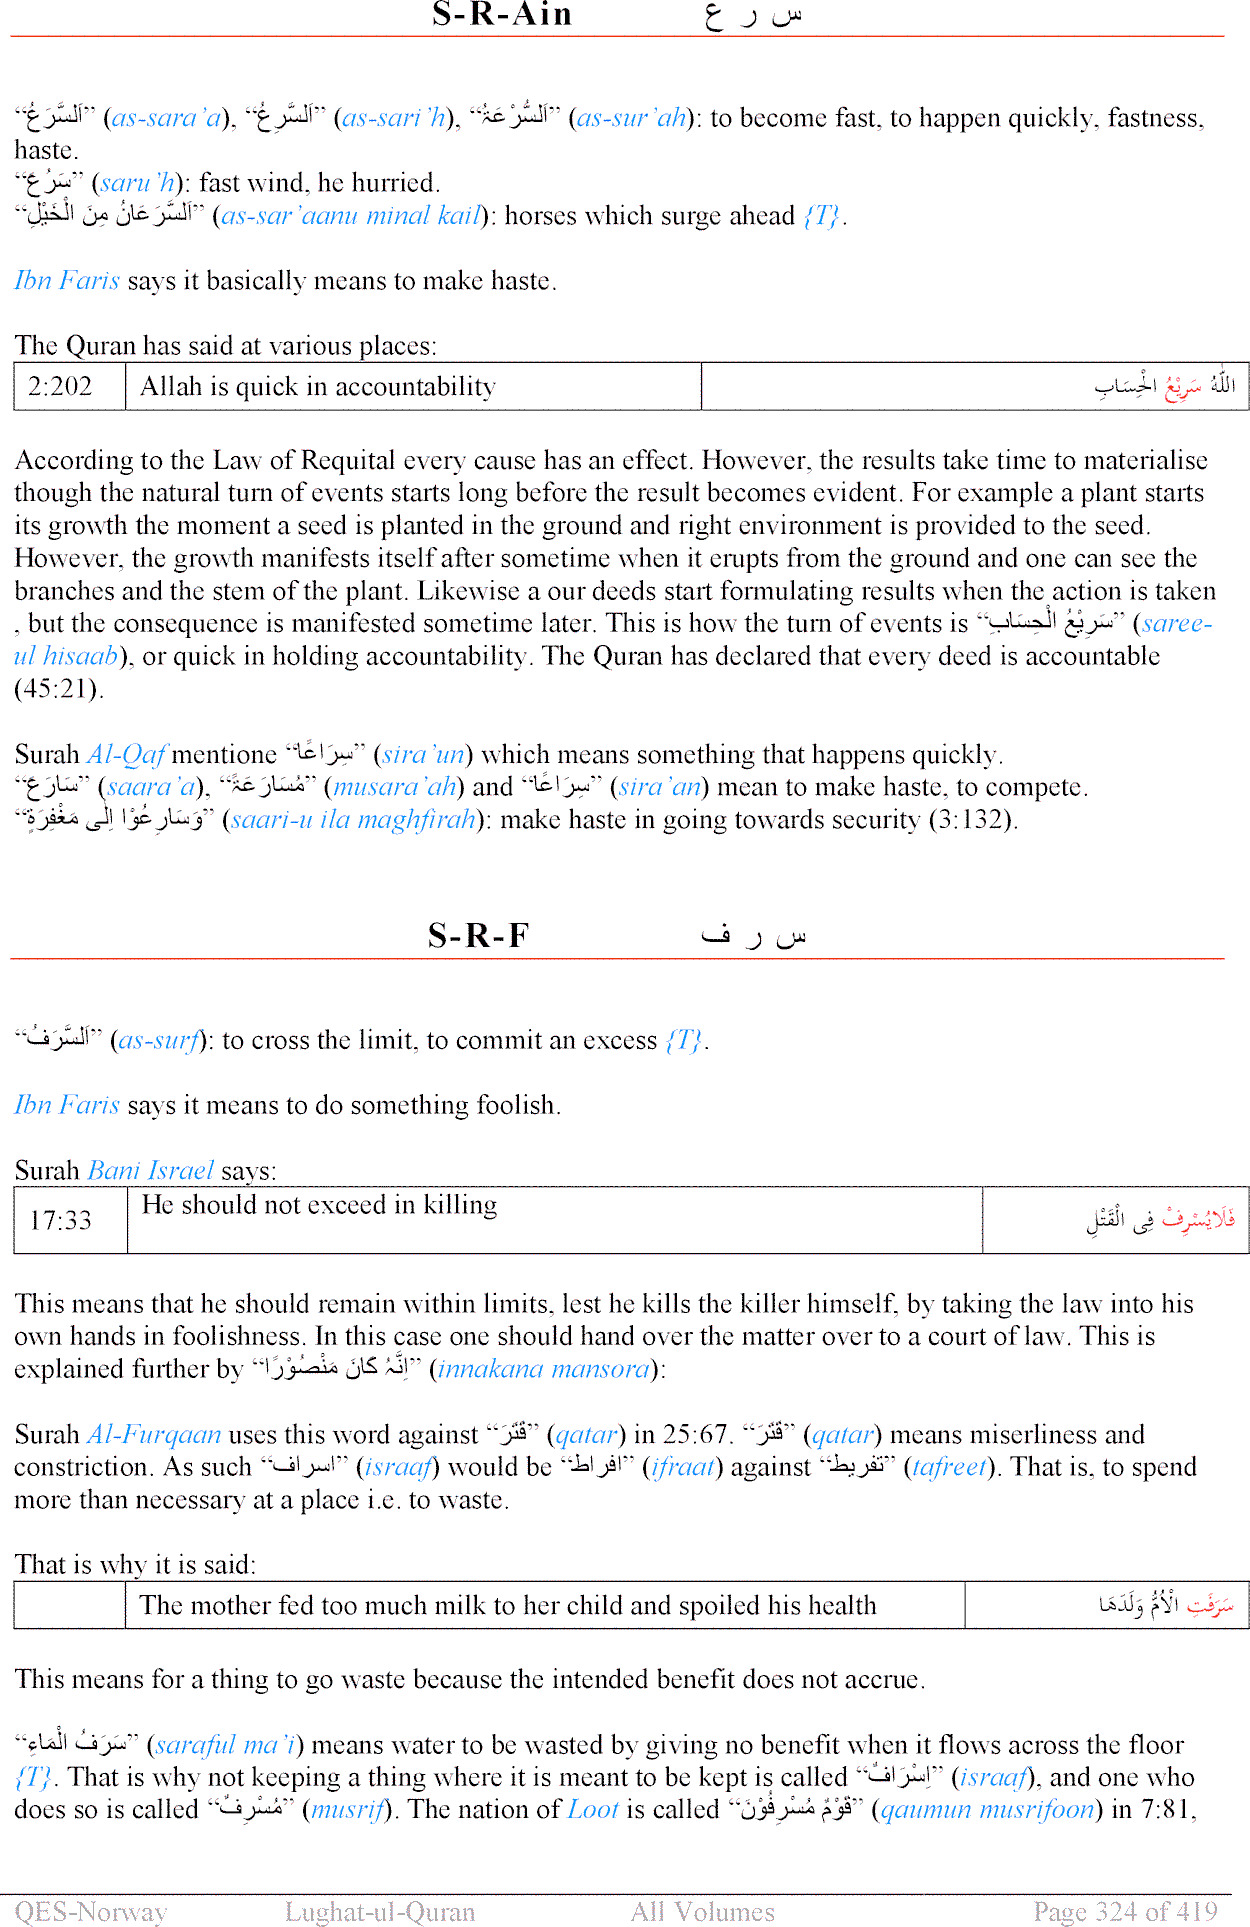 S-R-Ain س ر ع
“اَلسَّرَعُ” (as-sara’a), “اَلسَّرِعُ” (as-sari’h), “اَلسُّرْعَۃُ” (as-sur’ah): to become fast, to happen quickly, fastness,
haste.
“سَرُعَ” (saru’h): fast wind, he hurried.
“اَلسَّرَعَانُ مِنَ الْخَيْلِ” (as-sar’aanu minal kail): horses which surge ahead {T}.
Ibn Faris says it basically means to make haste.
The Quran has said at various places:
2:202 Allah is quick in accountability اللّٰهُ سَرِيْعُ الْحِسَابِ
According to the Law of Requital every cause has an effect. However, the results take time to materialise
though the natural turn of events starts long before the result becomes evident. For example a plant starts
its growth the moment a seed is planted in the ground and right environment is provided to the seed.
However, the growth manifests itself after sometime when it erupts from the ground and one can see the
branches and the stem of the plant. Likewise a our deeds start formulating results when the action is taken
, but the consequence is manifested sometime later. This is how the turn of events is “سَرِيْعُ الْحِسَابِ” (saree-
ul hisaab), or quick in holding accountability. The Quran has declared that every deed is accountable
(45:21).
Surah Al-Qaf mentione “سِرَاعًا” (sira’un) which means something that happens quickly.
“سَارَعَ” (saara’a), “مُسَارَعَۃً” (musara’ah) and “سِرَاعًا” (sira’an) mean to make haste, to compete.
“وَسَارِعُوْا اِلٰى مَغْفِرَۃٍ” (saari-u ila maghfirah): make haste in going towards security (3:132).
S-R-F س ر ف
“اَلسَّرَفُ” (as-surf): to cross the limit, to commit an excess {T}.
Ibn Faris says it means to do something foolish.
Surah Bani Israel says:
17:33 He should not exceed in killing فَلَايُسْرِفْ فِى الْقَتْلِ
This means that he should remain within limits, lest he kills the killer himself, by taking the law into his
own hands in foolishness. In this case one should hand over the matter over to a court of law. This is
explained further by “اِنَّہُ كَانَ مَنْصُوْرًا” (innakana mansora):
Surah Al-Furqaan uses this word against “قَتَرَ” (qatar) in 25:67. “قَتَرَ” (qatar) means miserliness and
constriction. As such “اسراف” (israaf) would be “افراط” (ifraat) against “تفريط” (tafreet). That is, to spend
more than necessary at a place i.e. to waste.
That is why it is said:
The mother fed too much milk to her child and spoiled his health سَرَفَتِ الْاُمُّ وَلَدَهَا
This means for a thing to go waste because the intended benefit does not accrue.
“سَرَفُ الْمَاءِ” (saraful ma’i) means water to be wasted by giving no benefit when it flows across the floor
{T}. That is why not keeping a thing where it is meant to be kept is called “اِسْرَافٌ” (israaf), and one who
does so is called “مُسْرِفٌ” (musrif). The nation of Loot is called “قَوْمٌ مُسْرِفُوْنَ” (qaumun musrifoon) in 7:81,
QES-Norway Lughat-ul-Quran All Volumes Page 324 of 419